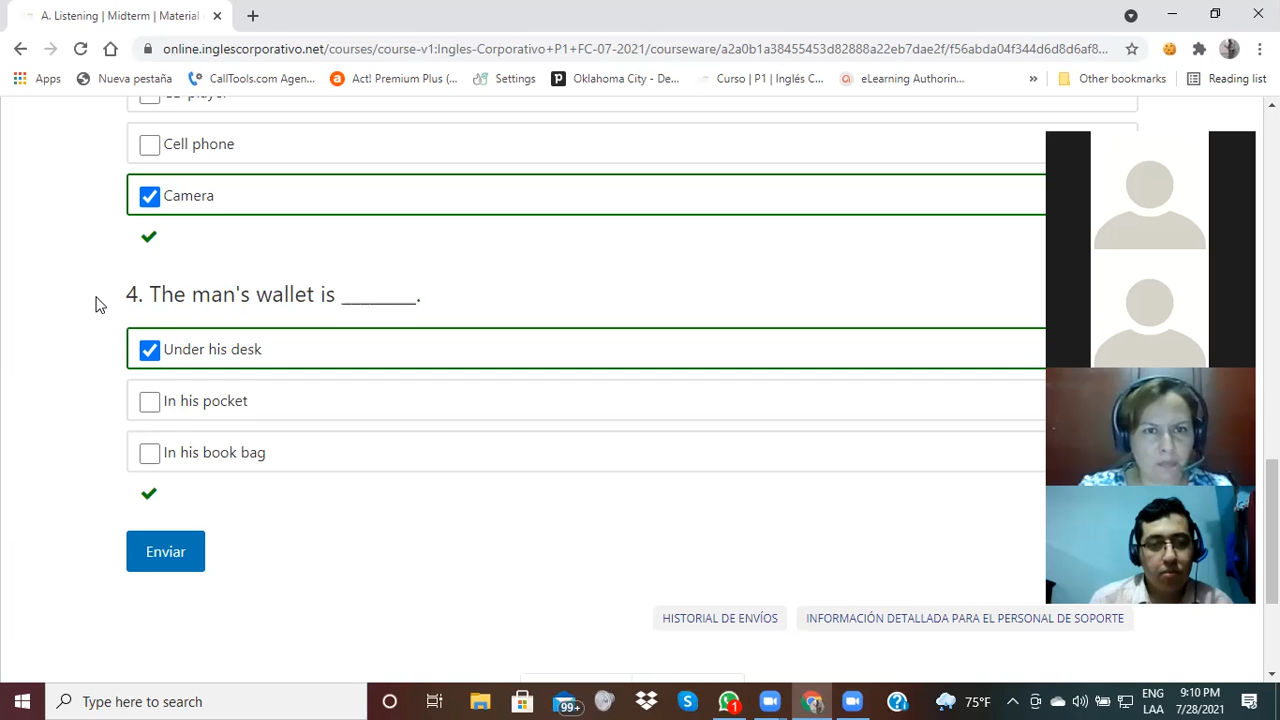 A. Listening | Midterm | Material
online.inglescorporativo.net/courses/course-v1:Ingles-Corporativo+P1+FC-07-2021/courseware/a2a01a38455453d82888a22eb7dae2f/f56abda04f344d6d8d6af8...
Apps Nueva pestaña CallTools.com Agen... Act! Premium Plus (... Settings Oklahoma City - De... Curso | P1 | Inglés C... eLearning Authorin... » Other bookmarks Reading list
Cell phone
Camera
4. The man's wallet is ________.
Under his desk
In his pocket
In his book bag
Enviar
HISTORIAL DE ENVÍOS INFORMACIÓN DETALLADA PARA EL PERSONAL DE SOPORTE
Type here to search 99+ 1 75°F ENG 9:10 PM
LAA 7/28/2021